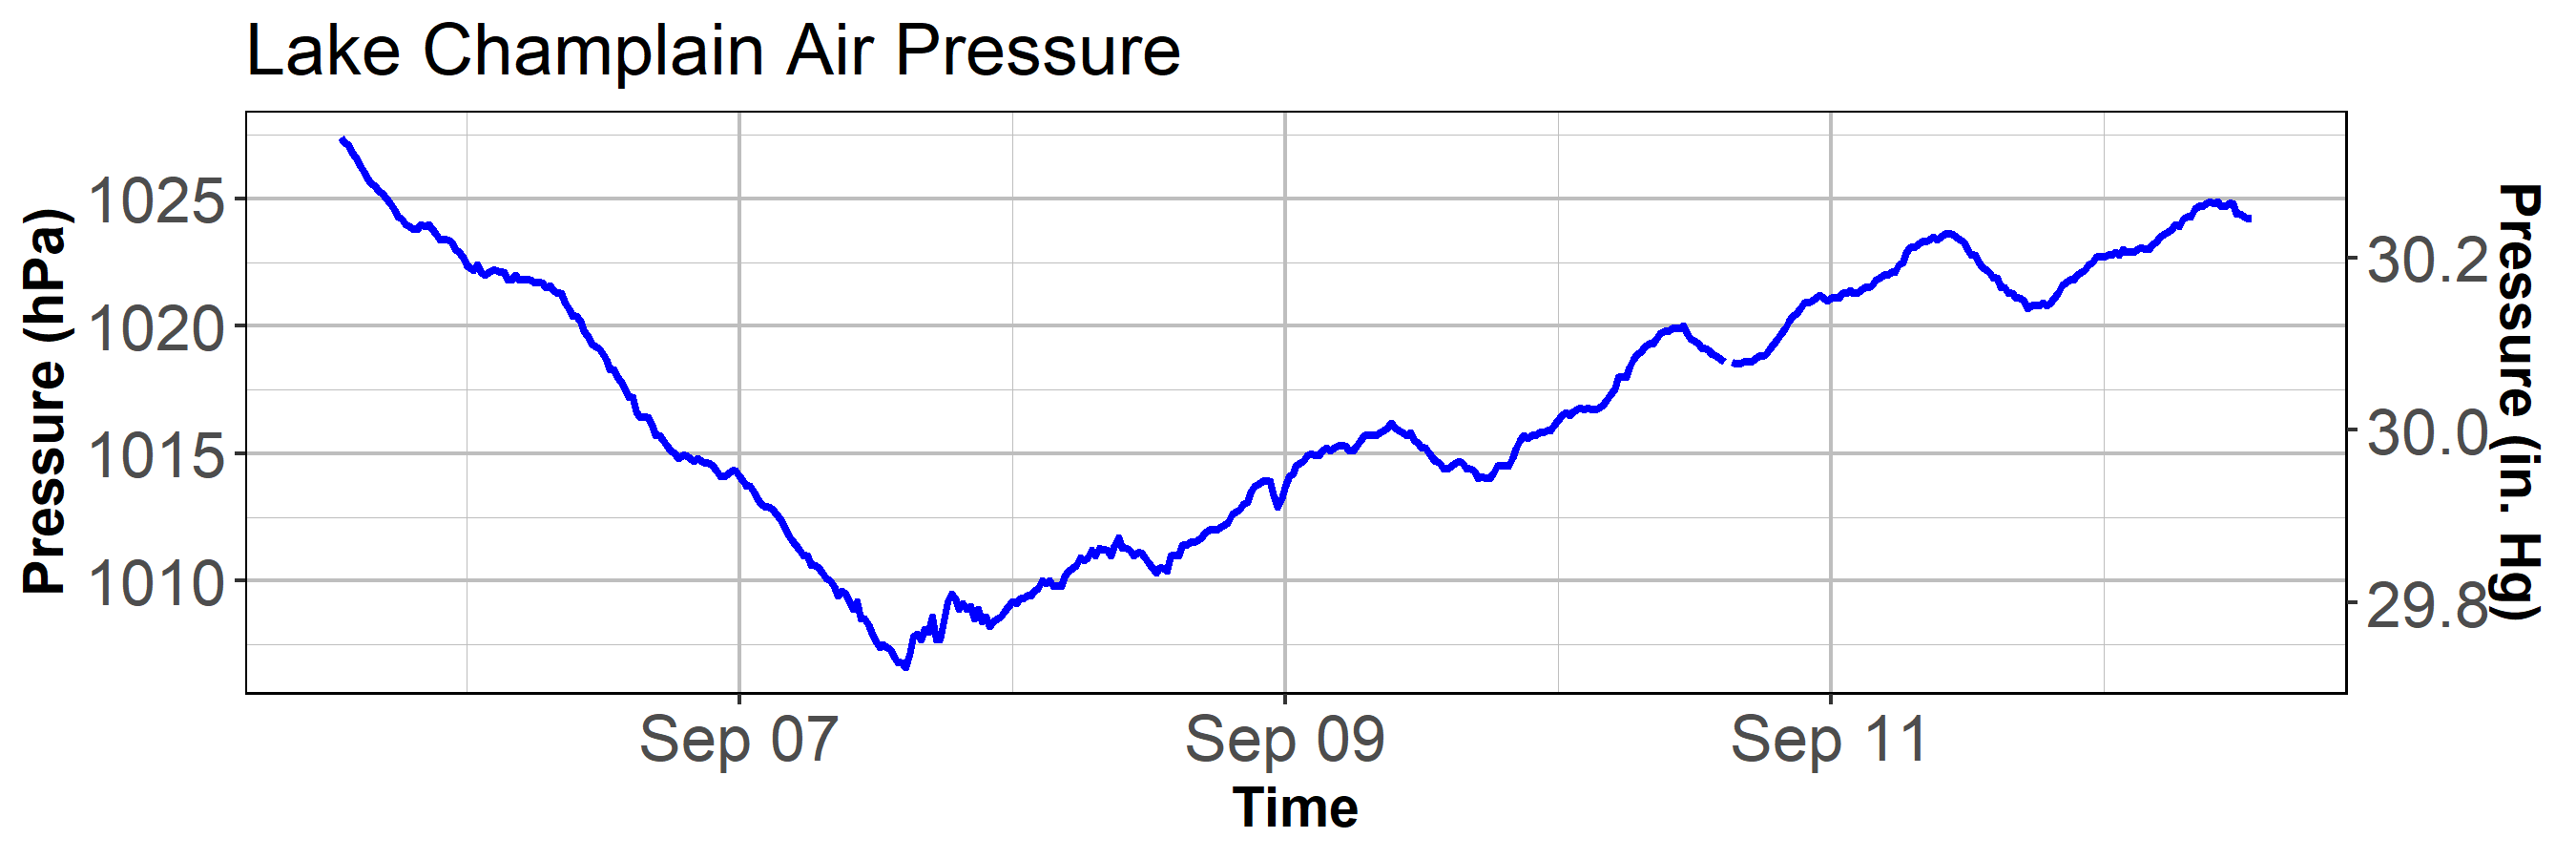 Lake Champlain Air Pressure
Pressure (hPa)
1025
1020
1015
1010
30.2
30.0
29.8
Pressure (in. Hg)
Sep 07
Sep 09
Sep 11
Time